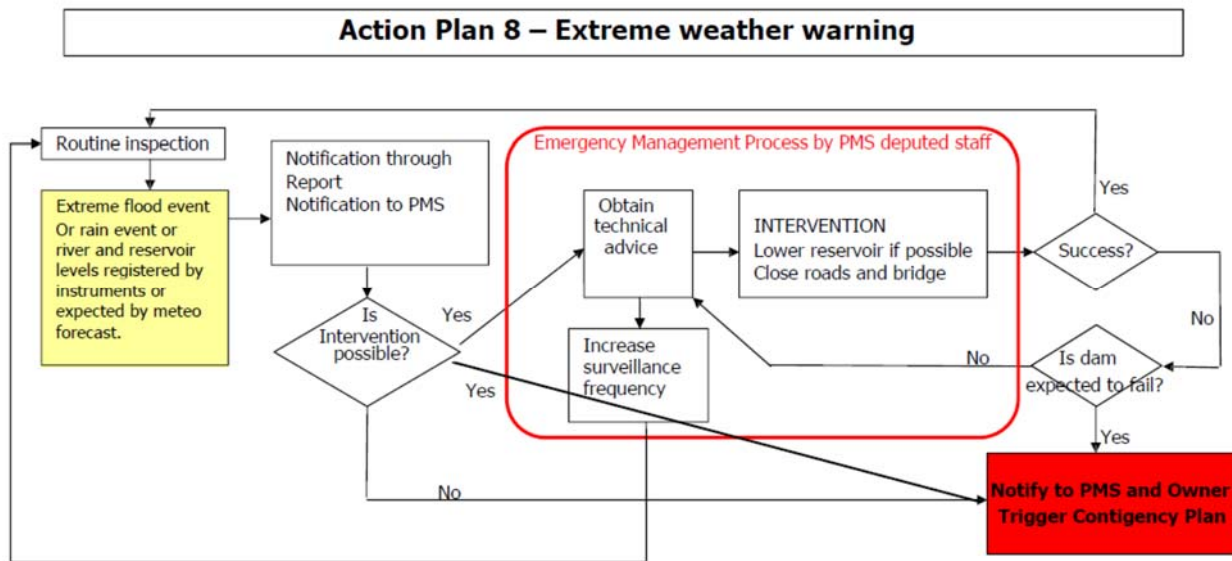 Action Plan 8 – Extreme weather warning
Routine inspection
Extreme flood event
Or rain event or
river and reservoir
levels registered by
instruments or
expected by meteo
forecast.
Notification through
Report
Notification to PMS
Is
Intervention
possible?
Yes
Yes
No
Emergency Management Process by PMS deputed staff
Obtain
technical
advice
Increase
surveillance
frequency
INTERVENTION
Lower reservoir if possible
Close roads and bridge
Success?
Yes
No
Is dam
expected to fail?
No
Yes
Notify to PMS and Owner
Trigger Contigency Plan